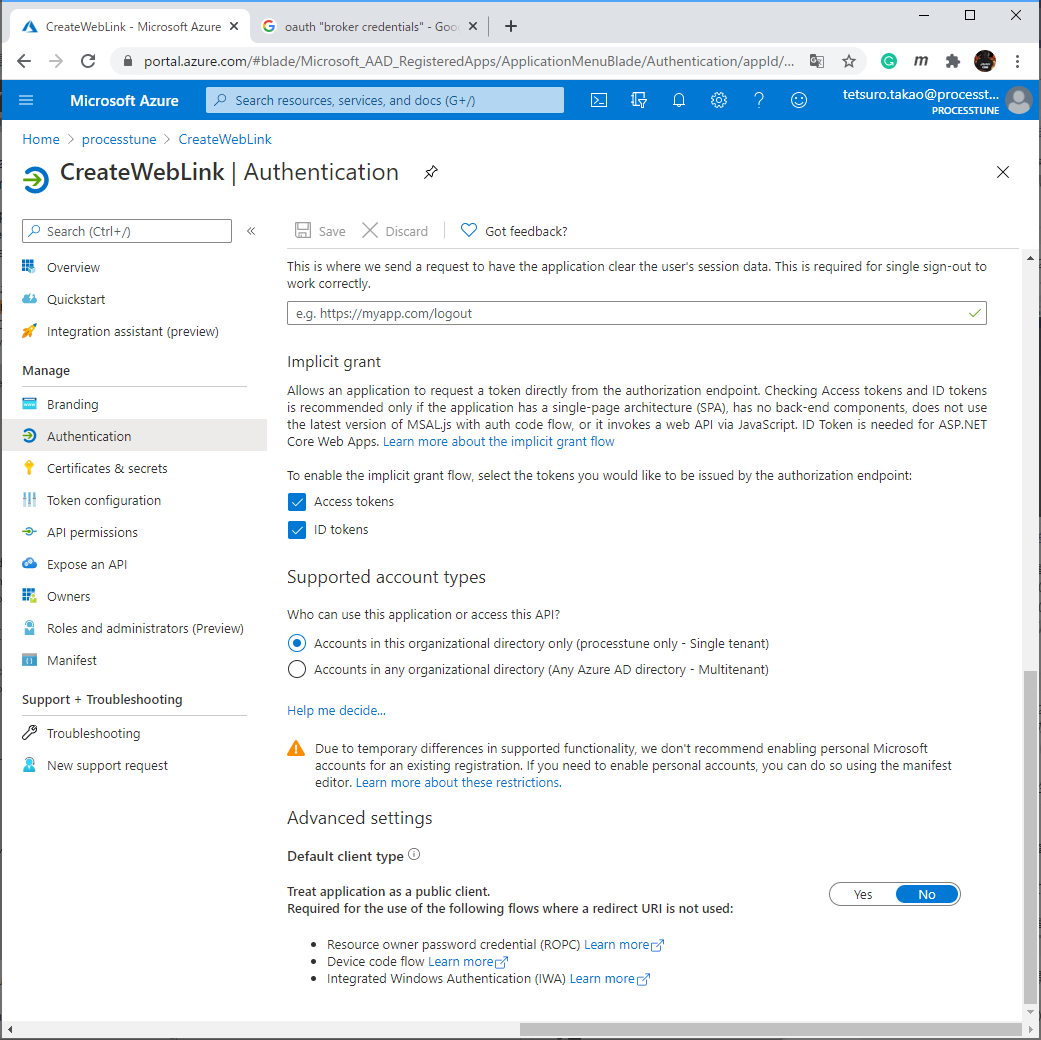 CreateWebLink - Microsoft Azure
oauth "broker credentials" - Goo
portal.azure.com/#blade/Microsoft_AAD_RegisteredApps/ApplicationMenuBlade/Authentication/appId/...
Microsoft Azure
Search resources, services, and docs (G+/)
tetsuro.takao@processt...
PROCESSTUNE
Home > processtune > CreateWebLink
CreateWebLink | Authentication
Search (Ctrl+/)
«
Overview
Quickstart
Integration assistant (preview)
Manage
Branding
Authentication
Certificates & secrets
Token configuration
API permissions
Expose an API
Owners
Roles and administrators (Preview)
Manifest
Support + Troubleshooting
Troubleshooting
New support request
Save
Discard
Got feedback?
This is where we send a request to have the application clear the user's session data. This is required for single sign-out to
work correctly.
e.g. https://myapp.com/logout
Implicit grant
Allows an application to request a token directly from the authorization endpoint. Checking Access tokens and ID tokens
is recommended only if the application has a single-page architecture (SPA), has no back-end components, does not use
the latest version of MSAL.js with auth code flow, or it invokes a web API via JavaScript. ID Token is needed for ASP.NET
Core Web Apps. Learn more about the implicit grant flow
To enable the implicit grant flow, select the tokens you would like to be issued by the authorization endpoint:
Access tokens
ID tokens
Supported account types
Who can use this application or access this API?
Accounts in this organizational directory only (processtune only - Single tenant)
Accounts in any organizational directory (Any Azure AD directory - Multitenant)
Help me decide...
Due to temporary differences in supported functionality, we don't recommend enabling personal Microsoft
accounts for an existing registration. If you need to enable personal accounts, you can do so using the manifest
editor. Learn more about these restrictions.
Advanced settings
Default client type
Treat application as a public client.
Required for the use of the following flows where a redirect URI is not used:
Yes
No
• Resource owner password credential (ROPC) Learn more
• Device code flow Learn more
• Integrated Windows Authentication (IWA) Learn more